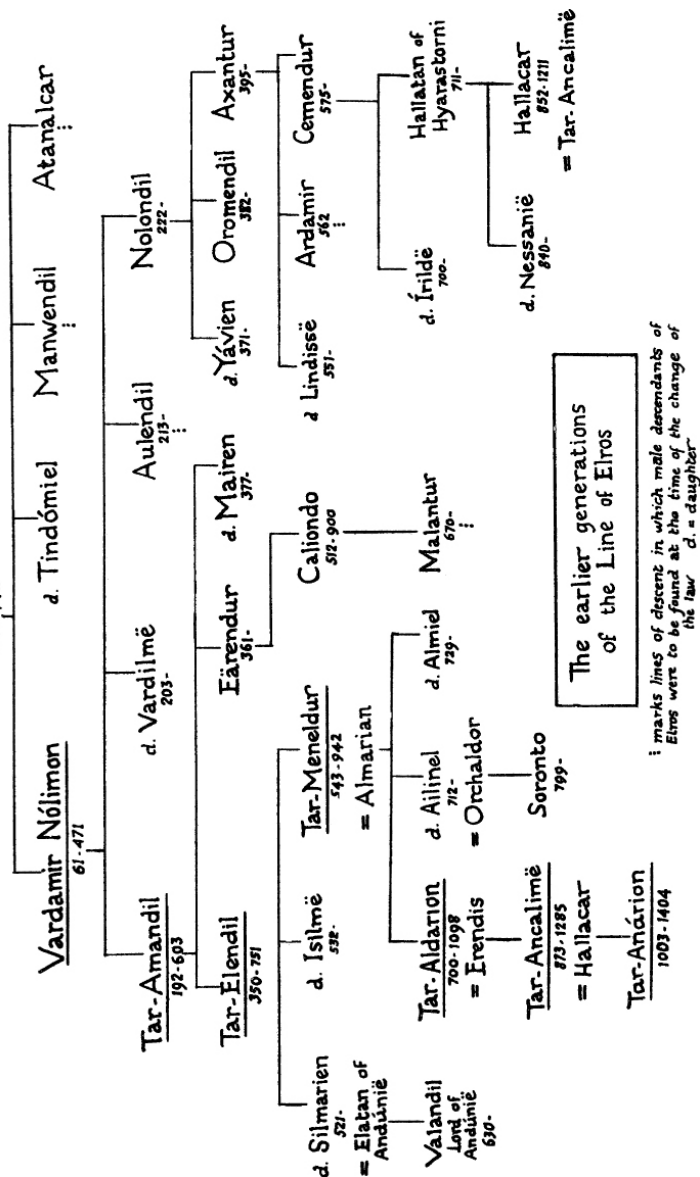 Vardamir Nólimon
61-471
d. Tindómiel
Manwendil
Atanalcar
Tar-Amandil
192-603
d. Vardilmë
203-
Aulendil
213-
Nolondil
222-
Tar-Elendil
350-751
Eärendur
361-
d. Mairen
377-
d. Yávien
371-
Oromendil
382-
Axantur
395-
d. Silmarien
521-
= Elatan of
Andúnië
d. Isilmë
532-
Tar-Meneldur
543-942
= Almarian
Caliondo
512-900
d Lindissë
551-
Ardamir
562
Cemendur
575-
Valandil
Lord of
Andúnië
630-
Tar-Aldarion
700-1098
= Erendis
d. Ailinel
712-
= Orchaldor
d. Almiel
729-
Malantur
670-
d. Írildë
700-
Hallatan of
Hyarastorni
711-
Tar-Ancalimë
873-1285
= Hallacar
Soronto
799-
d. Nessanië
840-
Hallacar
852-1211
= Tar-Ancalimë
Tar-Anárion
1003-1404
The earlier generations
of the Line of Elros
⋮ marks lines of descent in which male descendants of
Elros were to be found at the time of the change of
the law d. = daughter